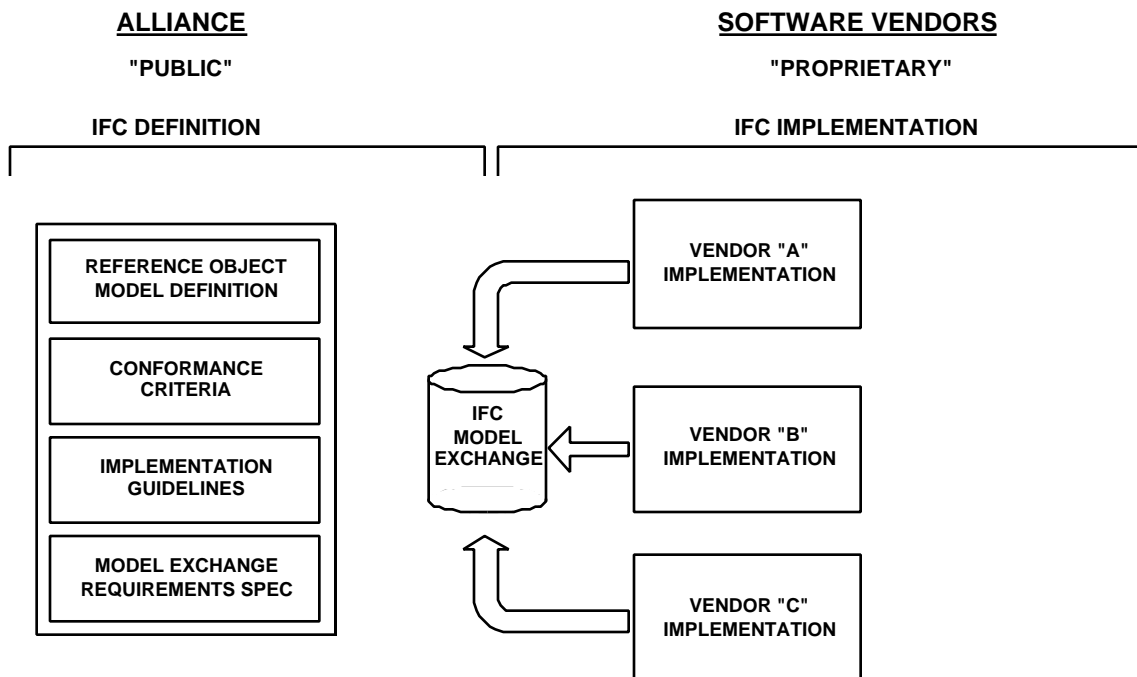 ALLIANCE
"PUBLIC"
IFC DEFINITION
REFERENCE OBJECT
MODEL DEFINITION
CONFORMANCE
CRITERIA
IMPLEMENTATION
GUIDELINES
MODEL EXCHANGE
REQUIREMENTS SPEC
SOFTWARE VENDORS
"PROPRIETARY"
IFC IMPLEMENTATION
IFC
MODEL
EXCHANGE
VENDOR "A"
IMPLEMENTATION
VENDOR "B"
IMPLEMENTATION
VENDOR "C"
IMPLEMENTATION